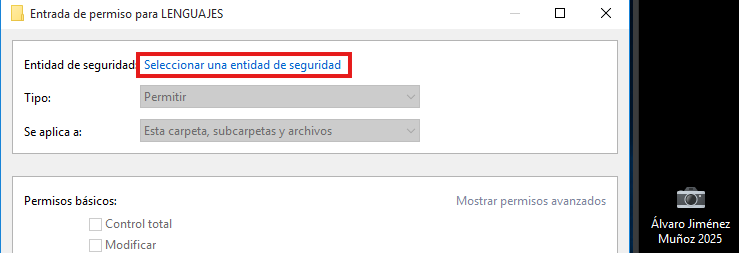 Entrada de permiso para LENGUAJES
Entidad de seguridad: Seleccionar una entidad de seguridad
Tipo: Permitir
Se aplica a: Esta carpeta, subcarpetas y archivos
Permisos básicos: Mostrar permisos avanzados
Control total
Modificar
Álvaro Jiménez
Muñoz 2025